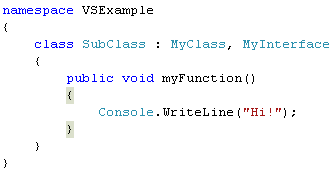 namespace VSExample
{
    class SubClass : MyClass, MyInterface
    {
        public void myFunction()
        {
            Console.WriteLine("Hi!");
        }
    }
}